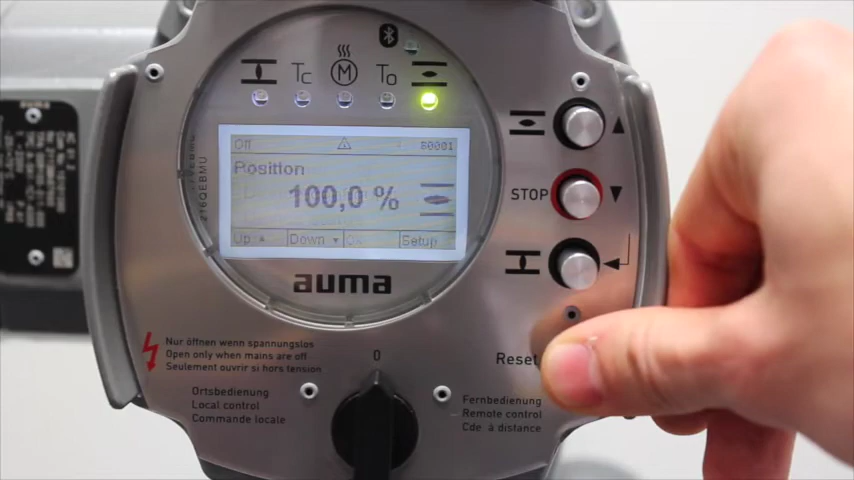 Tc
M
To
Off
B0001
Position
100,0 %
Up
Down
Setup
STOP
auma
Nur öffnen wenn spannungslos
Open only when mains are off
Seulement ouvrir si hors tension
0
Reset
Ortsbedienung
Local control
Commande locale
Fernbedienung
Remote control
Cde. à distance